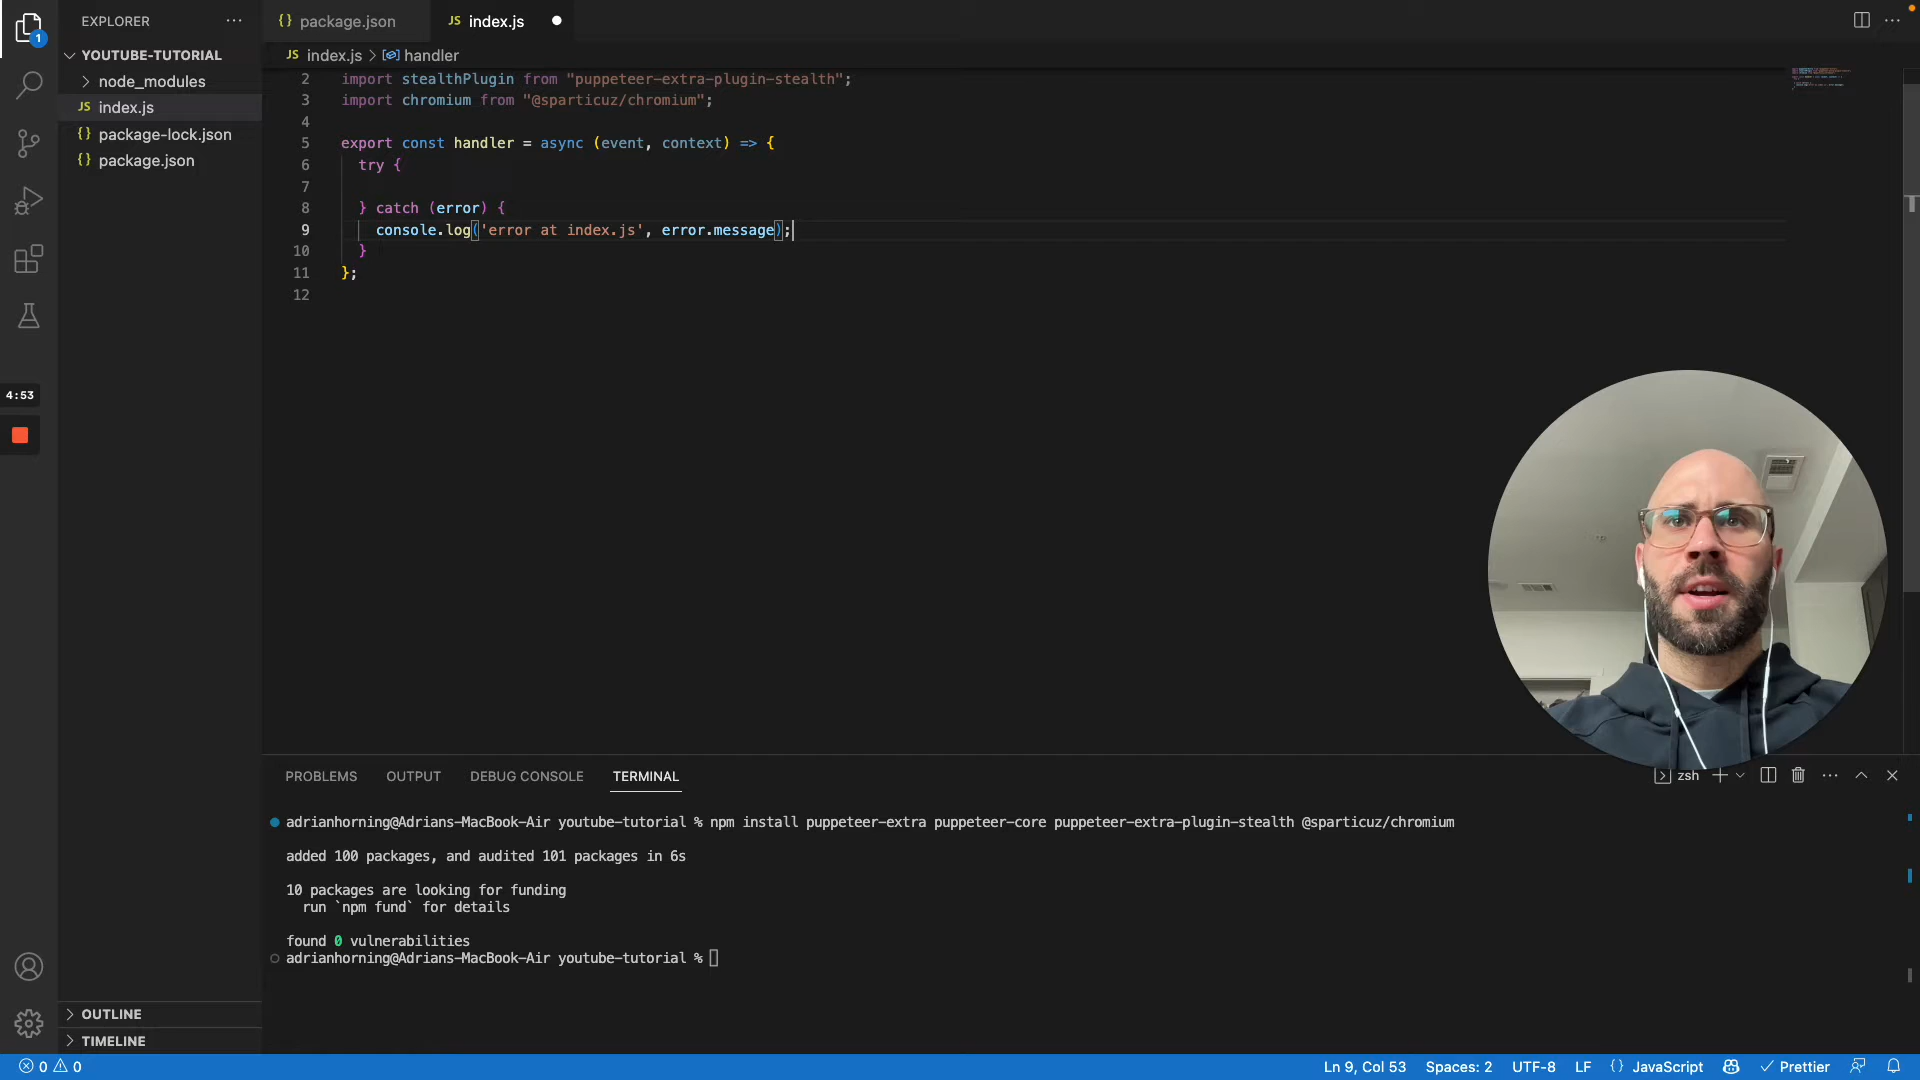 EXPLORER
package.json
index.js
1
YOUTUBE-TUTORIAL
JS index.js > handler
node_modules
JS index.js
package-lock.json
package.json
2 import stealthPlugin from "puppeteer-extra-plugin-stealth";
3 import chromium from "@sparticuz/chromium";
4
5 export const handler = async (event, context) => {
6 try {
7
8 } catch (error) {
9 console.log('error at index.js', error.message);
10 }
11 };
12
4:53
PROBLEMS OUTPUT DEBUG CONSOLE TERMINAL
zsh
adrianhorning@Adrians-MacBook-Air youtube-tutorial % npm install puppeteer-extra puppeteer-core puppeteer-extra-plugin-stealth @sparticuz/chromium
added 100 packages, and audited 101 packages in 6s
10 packages are looking for funding
run `npm fund` for details
found 0 vulnerabilities
adrianhorning@Adrians-MacBook-Air youtube-tutorial %
OUTLINE
TIMELINE
0 0
Ln 9, Col 53 Spaces: 2 UTF-8 LF {} JavaScript Prettier